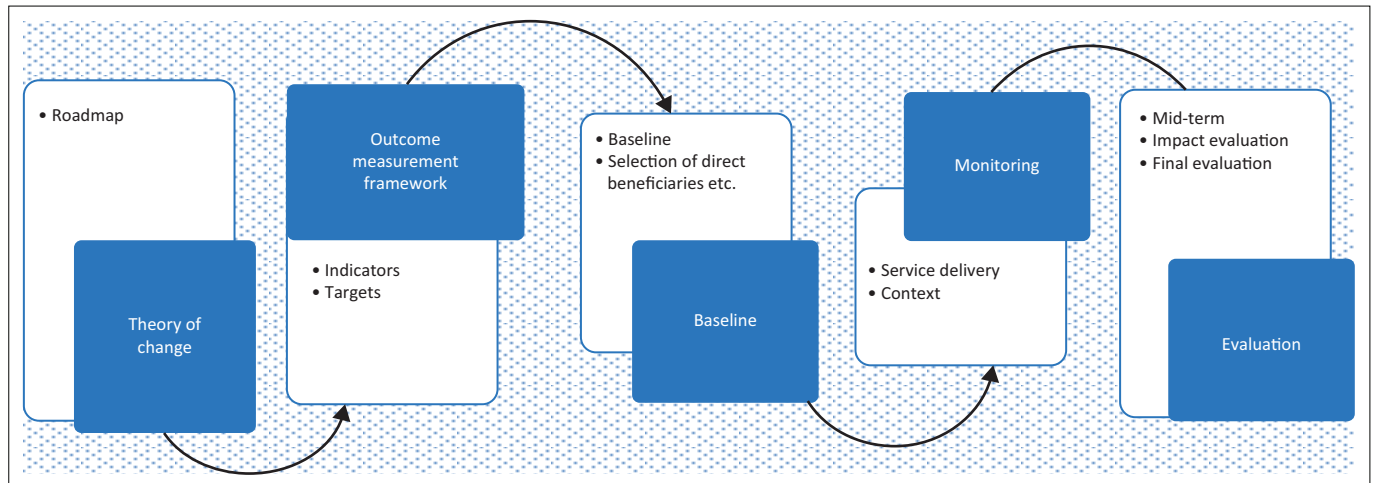 • Roadmap
Theory of
change
Outcome
measurement
framework
• Indicators
• Targets
• Baseline
• Selection of direct
beneficiaries etc.
Baseline
Monitoring
• Service delivery
• Context
• Mid-term
• Impact evaluation
• Final evaluation
Evaluation